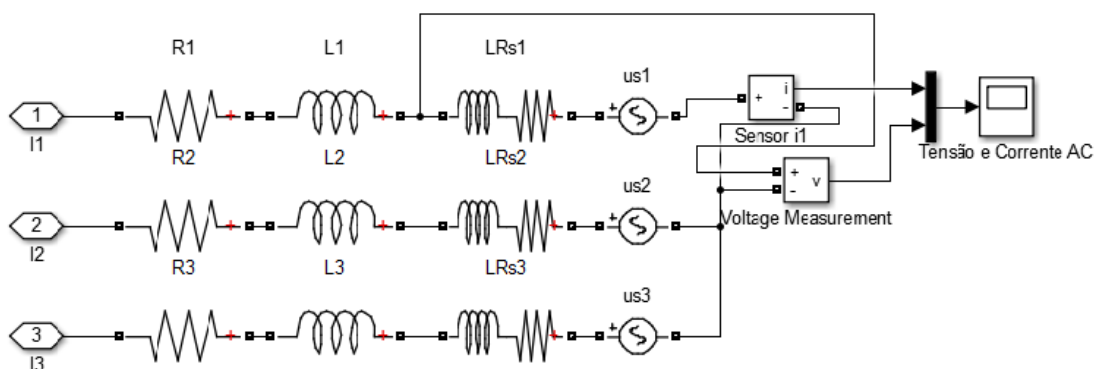 R1 L1 LRs1
us1
1
I1
i
+
-
Sensor i1
Tensão e Corrente AC
R2 L2 LRs2
us2
+
-
v
Voltage Measurement
2
I2
R3 L3 LRs3
us3
3
I3